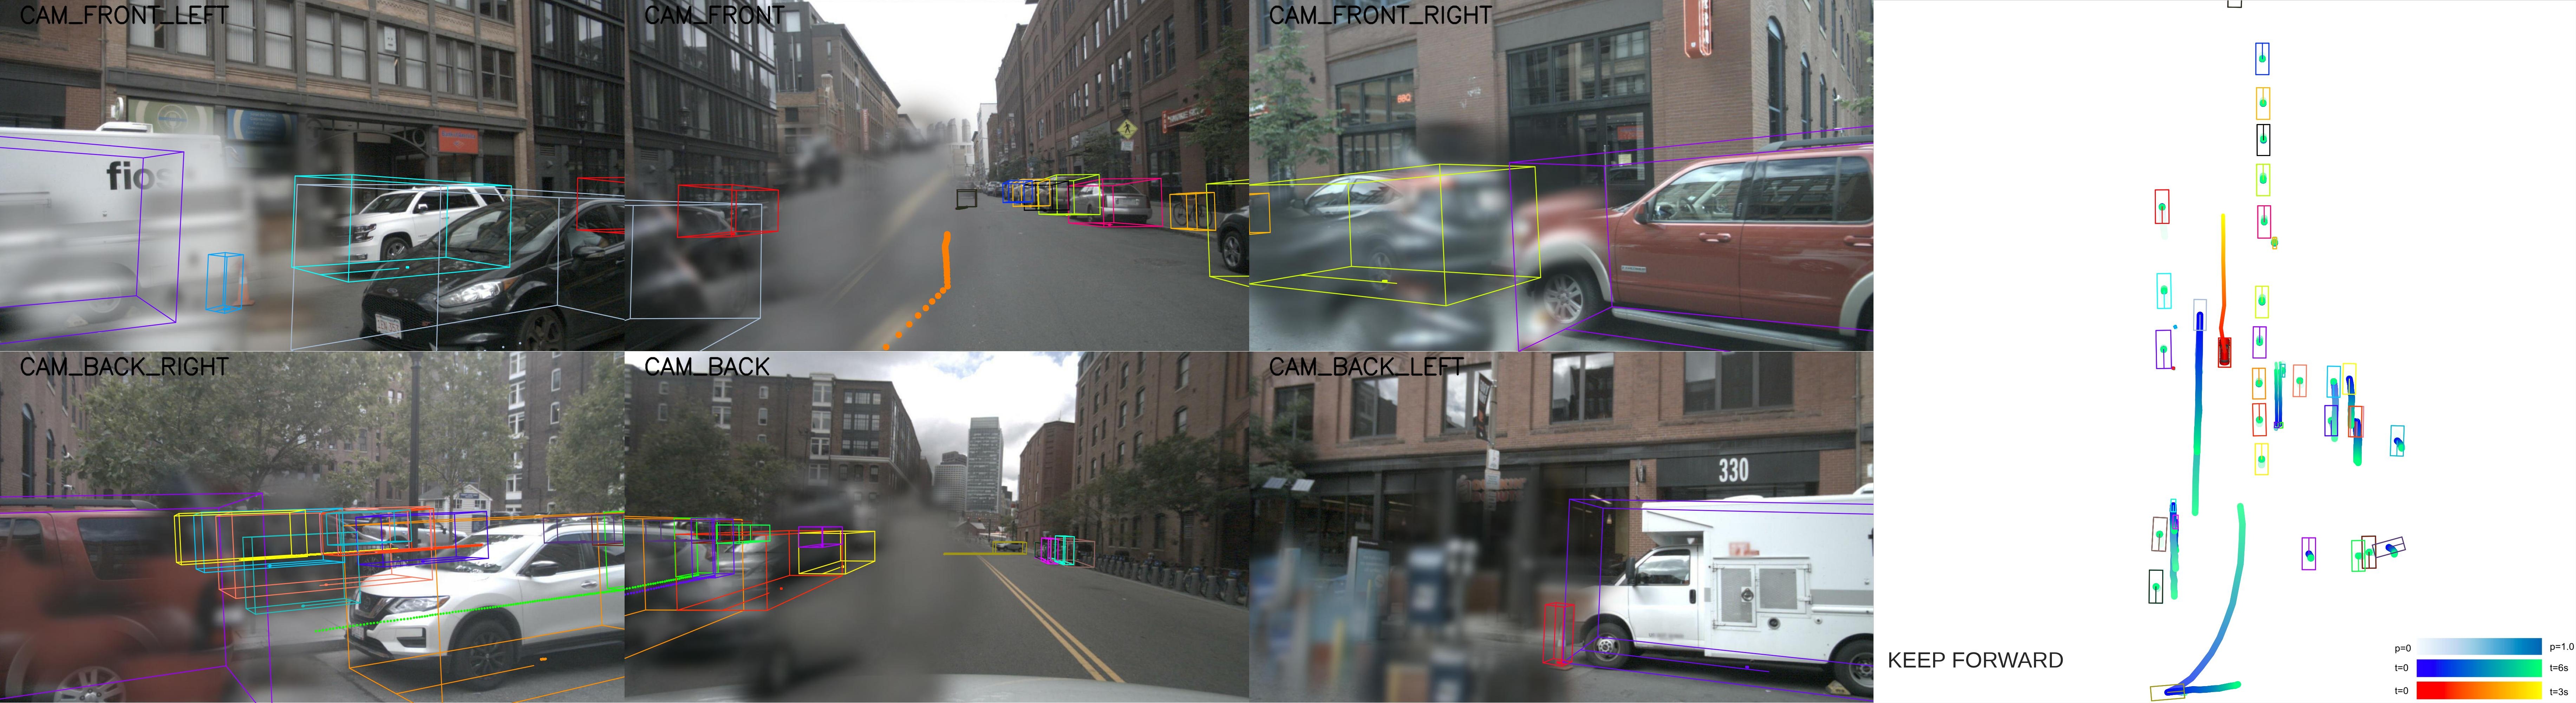 CAM_FRONT_LEFT
CAM_FRONT
CAM_FRONT_RIGHT
fios
CAM_BACK_RIGHT
CAM_BACK
CAM_BACK_LEFT
330
KEEP FORWARD
p=0
p=1.0
t=0
t=6s
t=0
t=3s